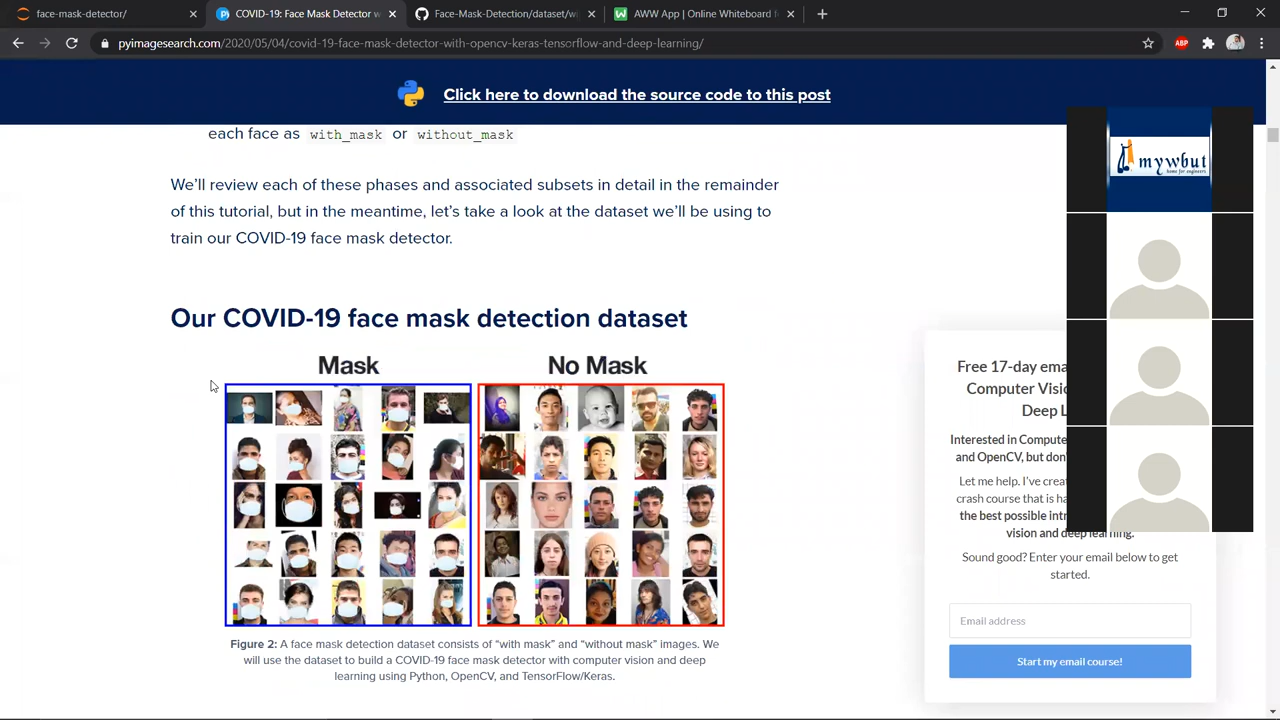 face-mask-detector/
COVID-19: Face Mask Detector w
Face-Mask-Detection/dataset/wi
AWW App | Online Whiteboard f
pyimagesearch.com/2020/05/04/covid-19-face-mask-detector-with-opencv-keras-tensorflow-and-deep-learning/
ABP
Click here to download the source code to this post
each face as with_mask or without_mask
We'll review each of these phases and associated subsets in detail in the remainder
of this tutorial, but in the meantime, let's take a look at the dataset we'll be using to
train our COVID-19 face mask detector.
Our COVID-19 face mask detection dataset
Mask
No Mask
Figure 2: A face mask detection dataset consists of “with mask” and “without mask” images. We
will use the dataset to build a COVID-19 face mask detector with computer vision and deep
learning using Python, OpenCV, and TensorFlow/Keras.
mywbut
home for engineers
Free 17-day ema
Computer Visi
Deep L
Interested in Compute
and OpenCV, but don'
Let me help. I've creat
crash course that is ha
the best possible intr
vision and deep learning.
Sound good? Enter your email below to get
started.
Email address
Start my email course!